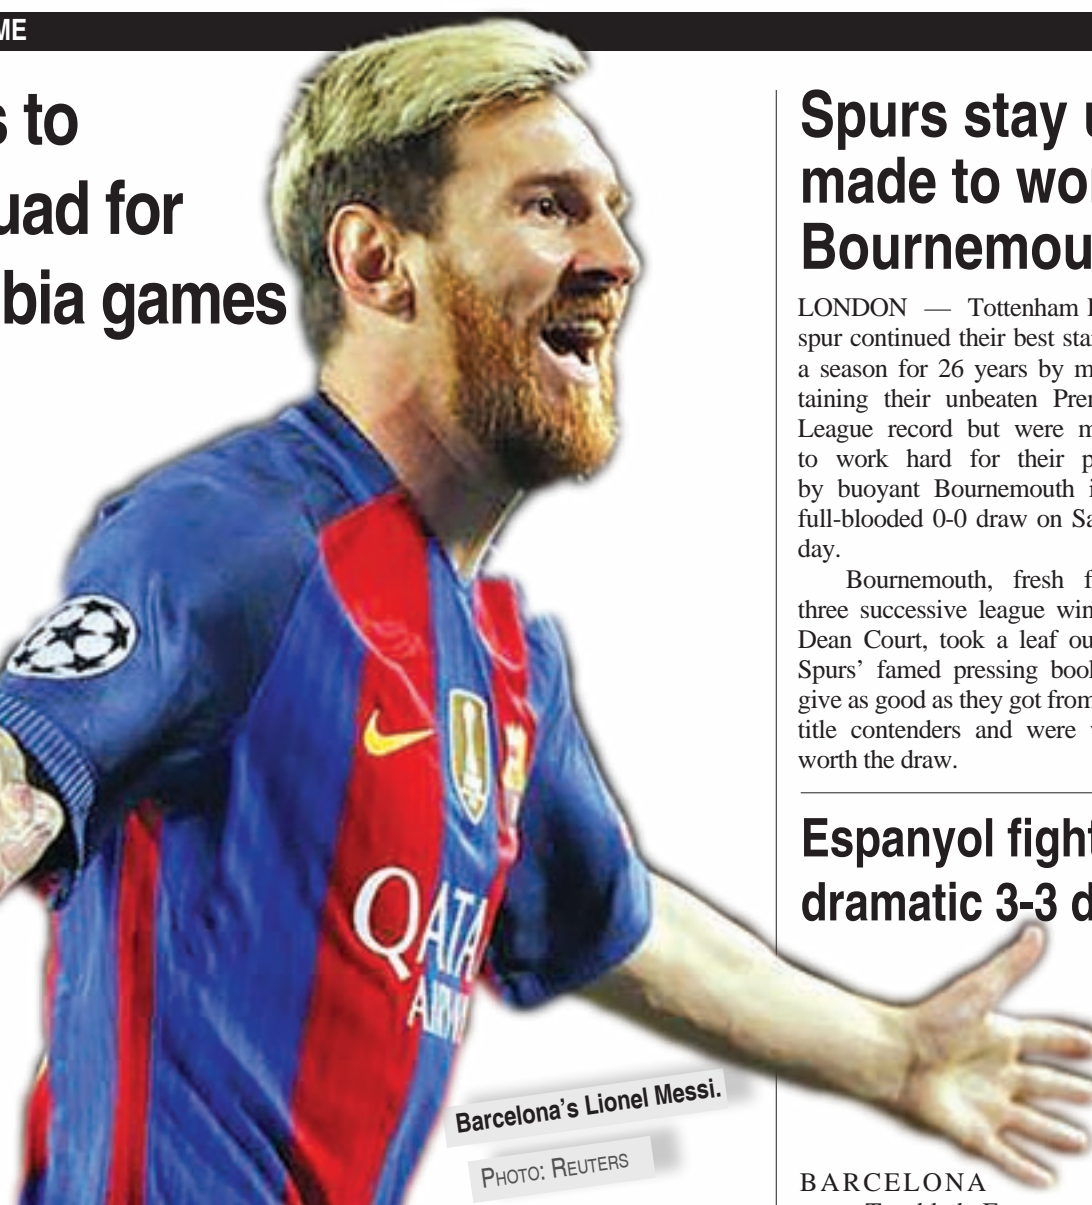 ME
s to
uad for
bia games
Spurs stay
made to wo
Bournemou
LONDON — Tottenham
spur continued their best sta
a season for 26 years by m
taining their unbeaten Pre
League record but were m
to work hard for their p
by buoyant Bournemouth i
full-blooded 0-0 draw on Sa
day.
Bournemouth, fresh f
three successive league win
Dean Court, took a leaf ou
Spurs’ famed pressing book
give as good as they got from
title contenders and were
worth the draw.
Espanyol fight
dramatic 3-3 d
QATA
AIRW
Barcelona’s Lionel Messi.
PHOTO: REUTERS
BARCELONA